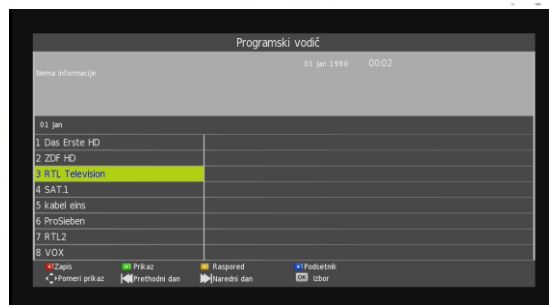 Programski vodič
01 jan 1980 00:02
Nema informacije
01 jan
1 Das Erste HD
2 ZDF HD
3 RTL Television
4 SAT.1
5 kabel eins
6 ProSieben
7 RTL2
8 VOX
Zapis Prikaz Raspored Podsetnik
Pomeri prikaz Prethodni dan Naredni dan OK Izbor